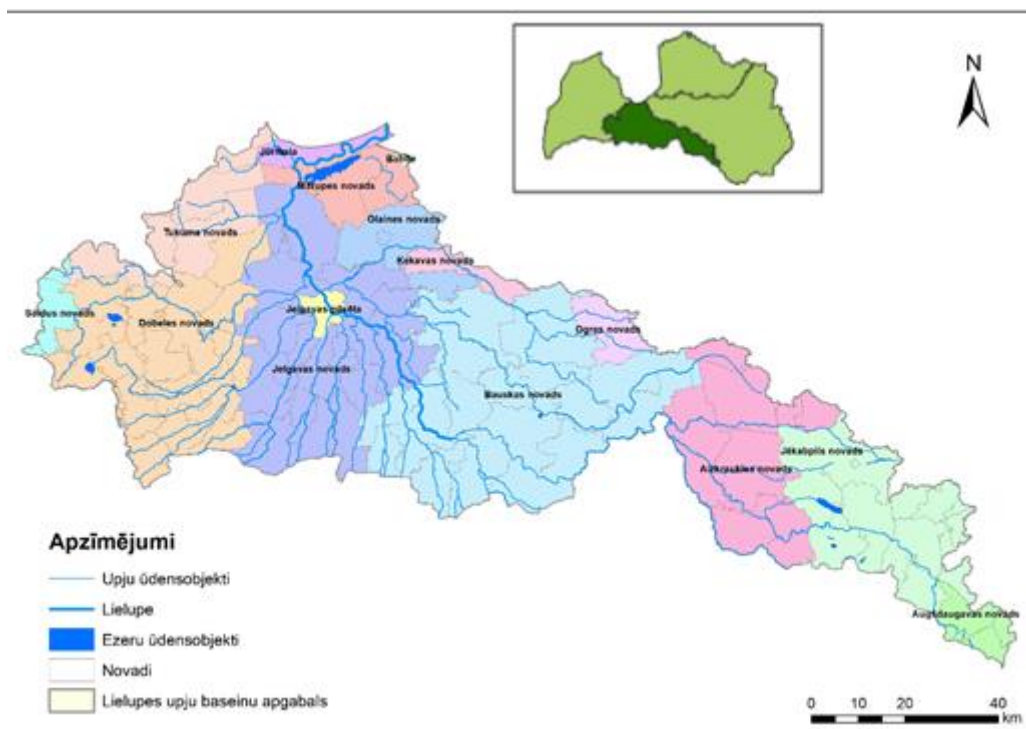 N
Jūrmala
Babīte
Mārupes novads
Olaines novads
Tukuma novads
Ķekavas novads
Saldus novads
Dobeles novads
Jelgavas pilsēta
Ogres novads
Jelgavas novads
Bauskas novads
Jēkabpils novads
Aizkraukles novads
Augšdaugavas novads
Apzīmējumi
Upju ūdensobjekti
Lielupe
Ezeru ūdensobjekti
Novadi
Lielupes upju baseinu apgabals
0 10 20 40
km